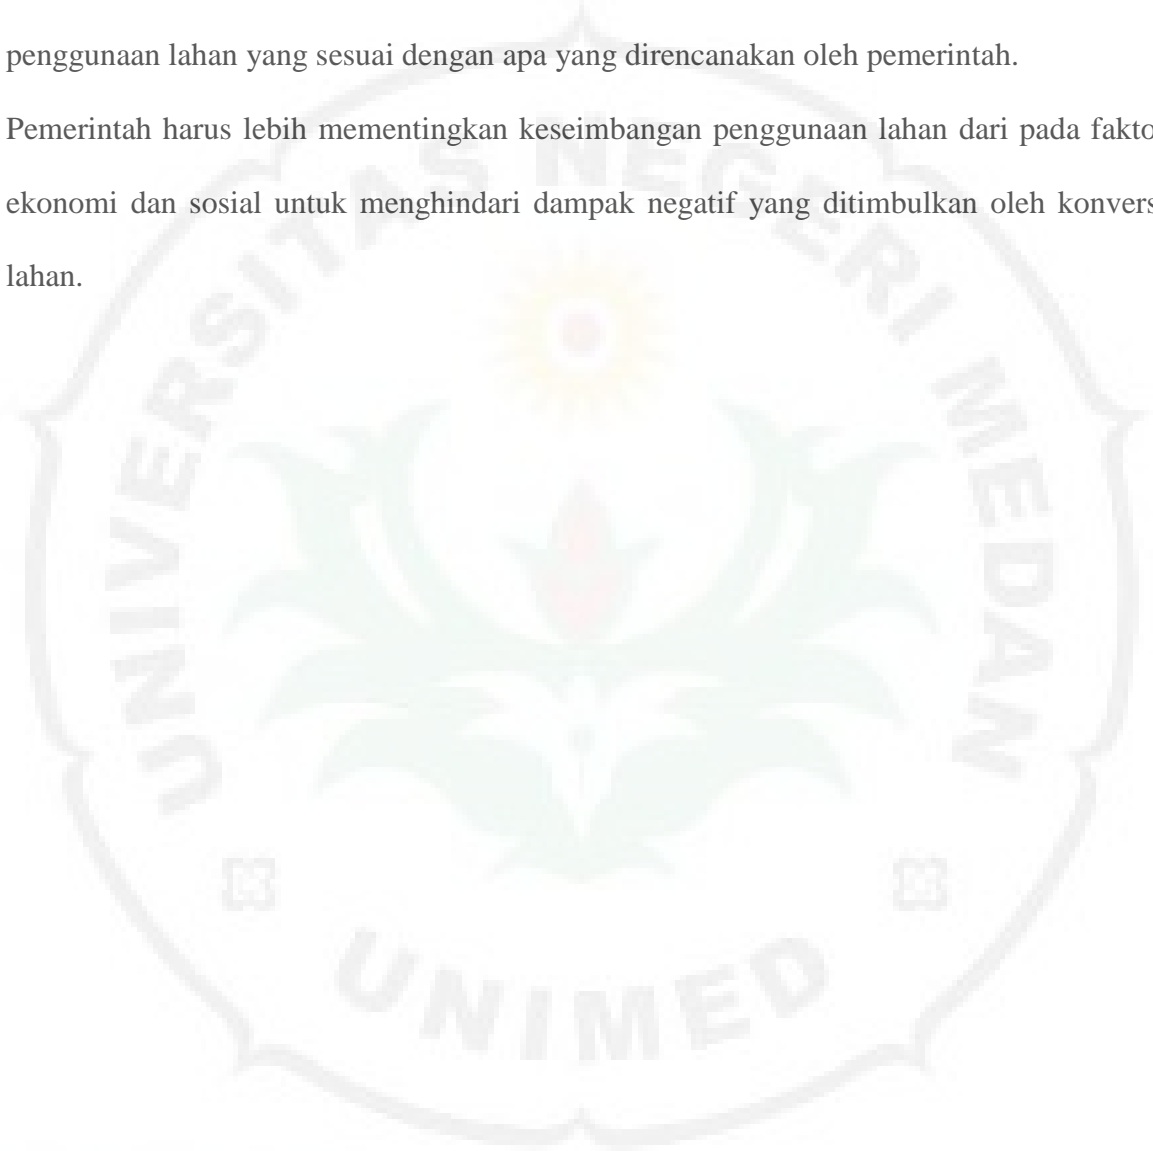 penggunaan lahan yang sesuai dengan apa yang direncanakan oleh pemerintah.
Pemerintah harus lebih mementingkan keseimbangan penggunaan lahan dari pada fakto
ekonomi dan sosial untuk menghindari dampak negatif yang ditimbulkan oleh konvers
lahan.
UNIVERSITAS NEGERI MEDAN
UNIMED